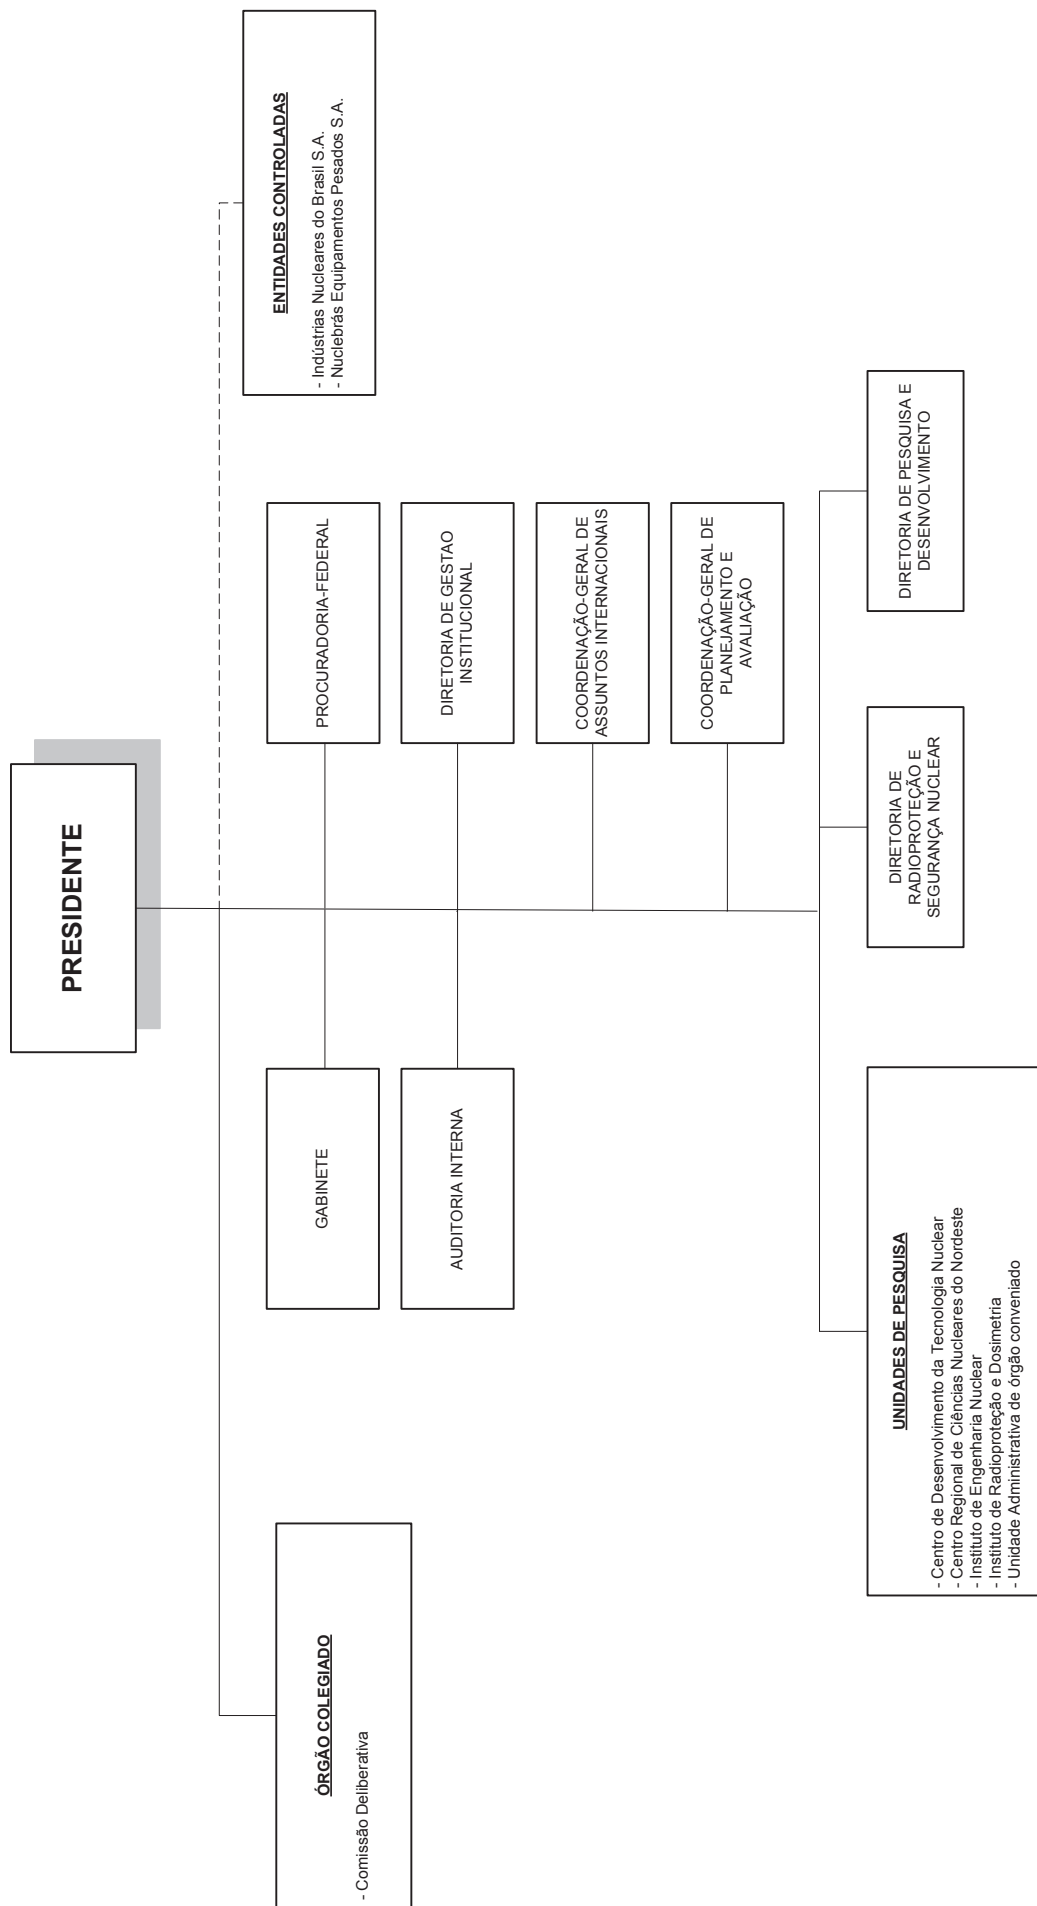 PRESIDENTE
ÓRGÃO COLEGIADO
- Comissão Deliberativa
ENTIDADES CONTROLADAS
- Indústrias Nucleares do Brasil S.A.
- Nuclebrás Equipamentos Pesados S.A.
GABINETE
PROCURADORIA-FEDERAL
AUDITORIA INTERNA
DIRETORIA DE GESTAO
INSTITUCIONAL
COORDENAÇÃO-GERAL DE
ASSUNTOS INTERNACIONAIS
COORDENAÇÃO-GERAL DE
PLANEJAMENTO E
AVALIAÇÃO
UNIDADES DE PESQUISA
- Centro de Desenvolvimento da Tecnologia Nuclear
- Centro Regional de Ciências Nucleares do Nordeste
- Instituto de Engenharia Nuclear
- Instituto de Radioproteção e Dosimetria
- Unidade Administrativa de órgão conveniado
DIRETORIA DE
RADIOPROTEÇÃO E
SEGURANÇA NUCLEAR
DIRETORIA DE PESQUISA E
DESENVOLVIMENTO